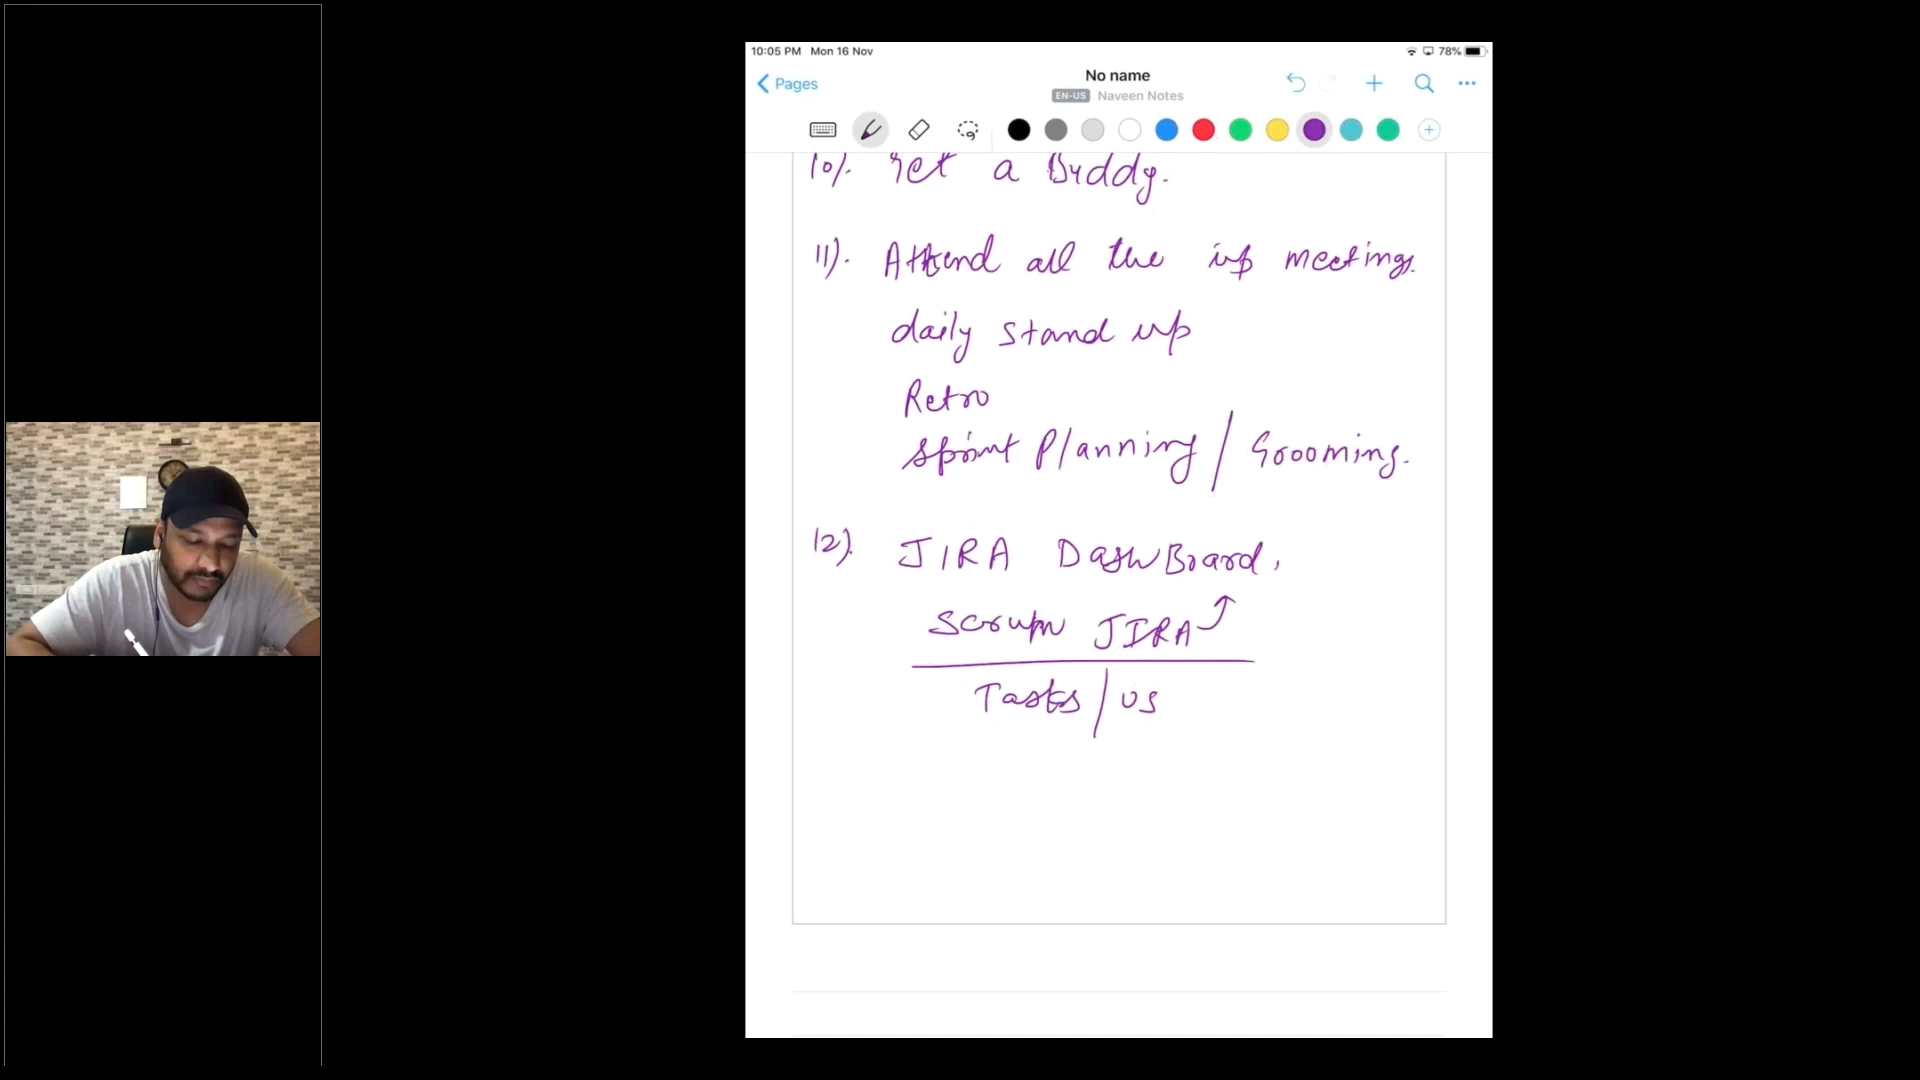 10:05 PM Mon 16 Nov
78%
Pages
No name
EN-US Naveen Notes
10). Get a Buddy.
11). Attend all the imp meetings.
daily stand up
Retro
Sprint Planning / Grooming.
12). JIRA DashBoard,
Scrum JIRA
Tasks / US